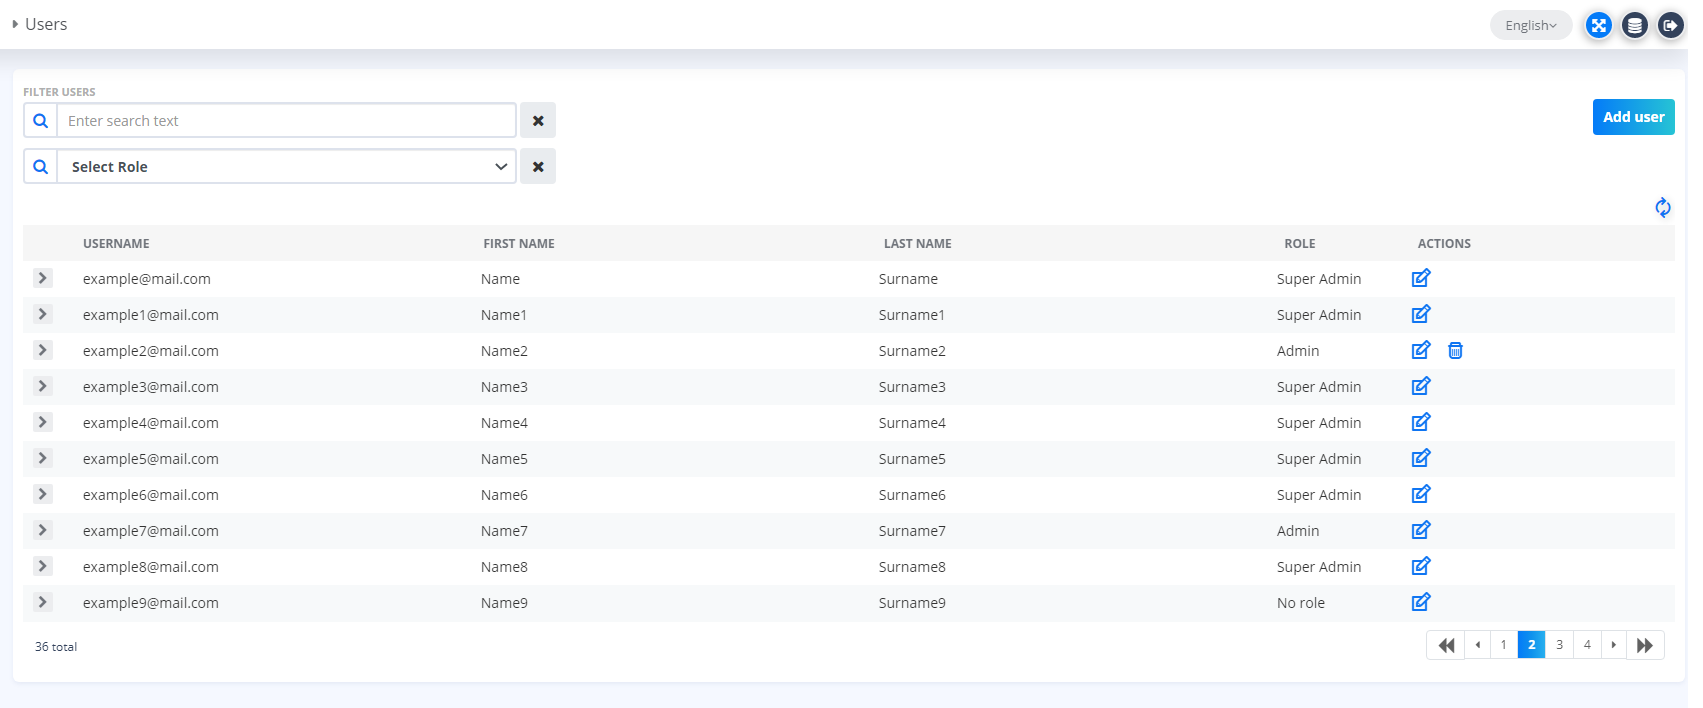 Users
English
FILTER USERS
Enter search text
Add user
Select Role
USERNAME FIRST NAME LAST NAME ROLE ACTIONS
example@mail.com Name Surname Super Admin
example1@mail.com Name1 Surname1 Super Admin
example2@mail.com Name2 Surname2 Admin
example3@mail.com Name3 Surname3 Super Admin
example4@mail.com Name4 Surname4 Super Admin
example5@mail.com Name5 Surname5 Super Admin
example6@mail.com Name6 Surname6 Super Admin
example7@mail.com Name7 Surname7 Admin
example8@mail.com Name8 Surname8 Super Admin
example9@mail.com Name9 Surname9 No role
36 total
1 2 3 4